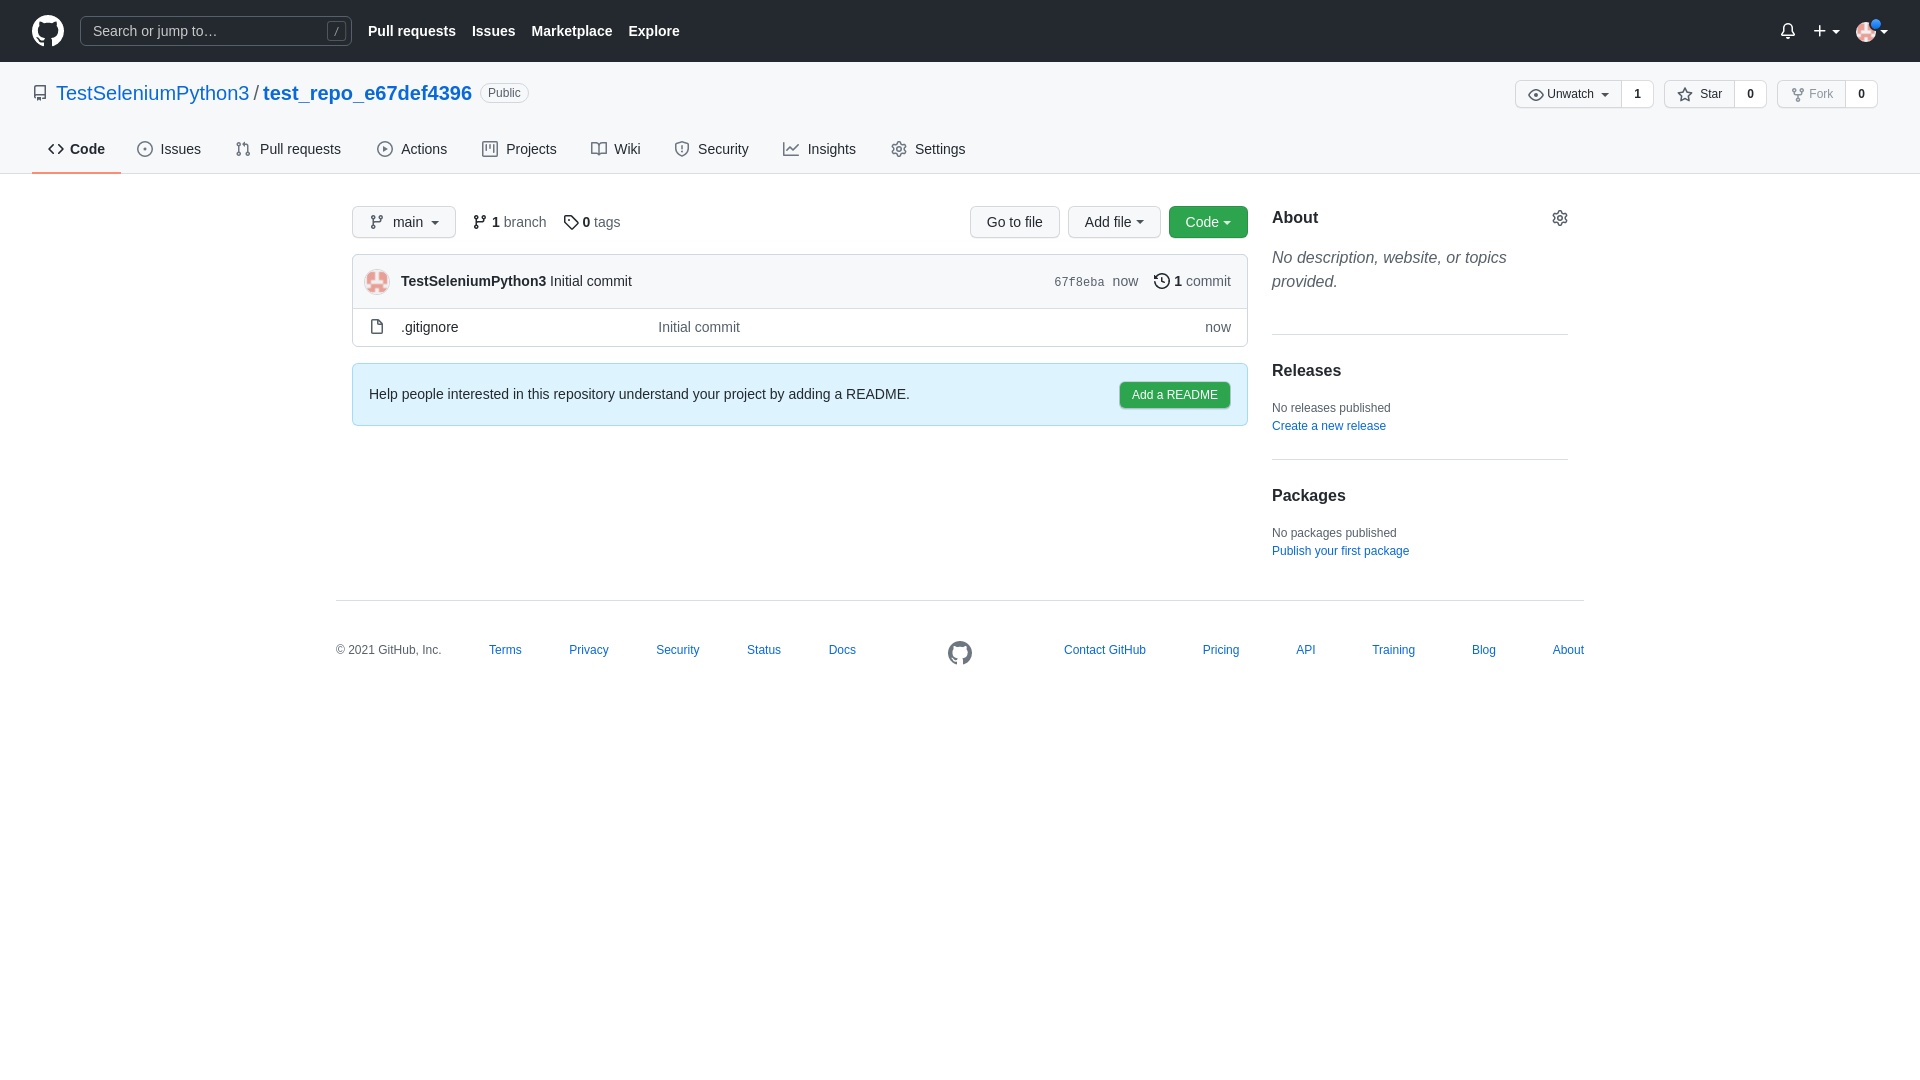 Search or jump to… /
Pull requests Issues Marketplace Explore
TestSeleniumPython3 / test_repo_e67def4396 Public
Unwatch 1 Star 0 Fork 0
Code Issues Pull requests Actions Projects Wiki Security Insights Settings
main 1 branch 0 tags Go to file Add file Code
TestSeleniumPython3 Initial commit 67f8eba now 1 commit
.gitignore Initial commit now
Help people interested in this repository understand your project by adding a README. Add a README
About
No description, website, or topics
provided.
Releases
No releases published
Create a new release
Packages
No packages published
Publish your first package
© 2021 GitHub, Inc. Terms Privacy Security Status Docs Contact GitHub Pricing API Training Blog About